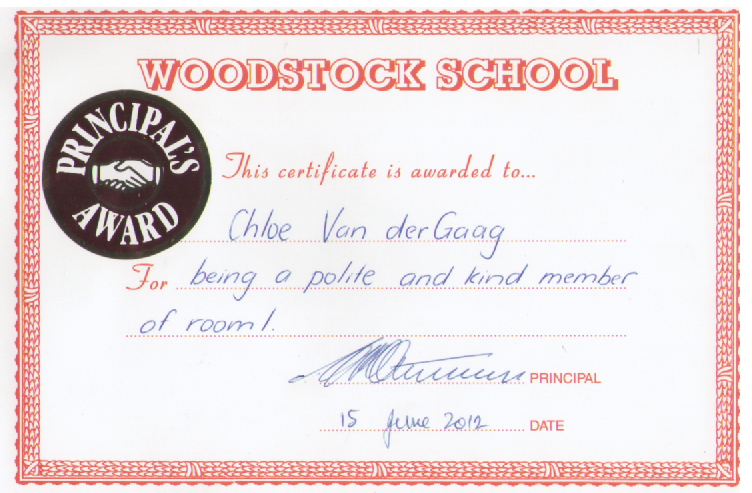 WOODSTOCK SCHOOL
PRINCIPAL'S
AWARD
This certificate is awarded to...
Chloe Van der Gaag
For being a polite and kind member
of room 1.
PRINCIPAL
15 June 2012 DATE